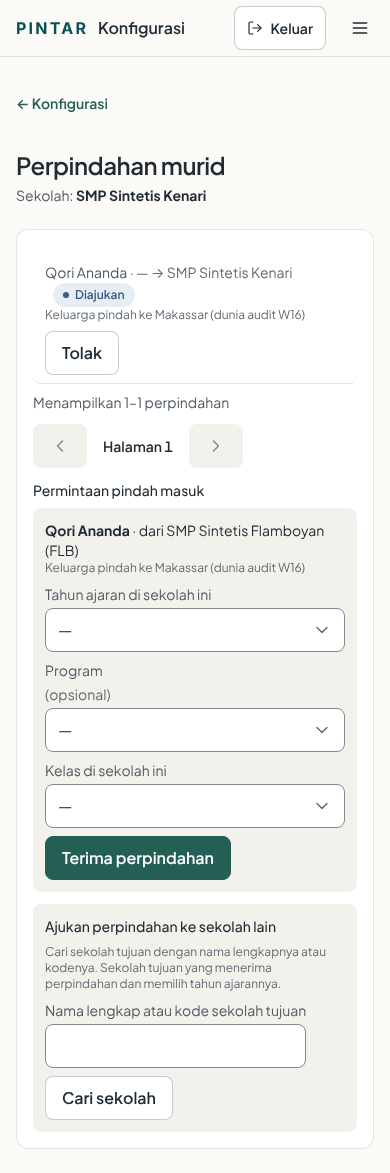 PINTAR Konfigurasi Keluar
← Konfigurasi
Perpindahan murid
Sekolah: SMP Sintetis Kenari
Qori Ananda · — → SMP Sintetis Kenari
Diajukan
Keluarga pindah ke Makassar (dunia audit W16)
Tolak
Menampilkan 1–1 perpindahan
Halaman 1
Permintaan pindah masuk
Qori Ananda · dari SMP Sintetis Flamboyan
(FLB)
Keluarga pindah ke Makassar (dunia audit W16)
Tahun ajaran di sekolah ini
—
Program
(opsional)
—
Kelas di sekolah ini
—
Terima perpindahan
Ajukan perpindahan ke sekolah lain
Cari sekolah tujuan dengan nama lengkapnya atau
kodenya. Sekolah tujuan yang menerima
perpindahan dan memilih tahun ajarannya.
Nama lengkap atau kode sekolah tujuan
Cari sekolah